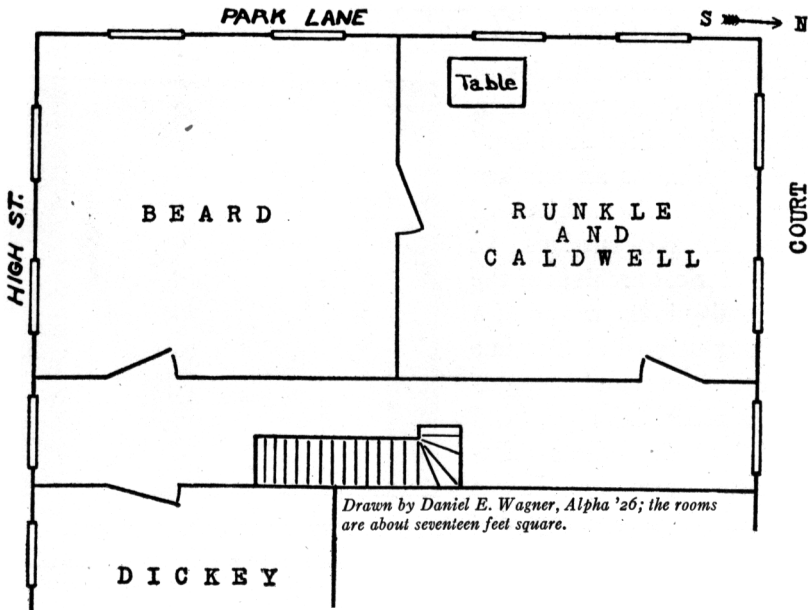 PARK LANE
S N
Table
HIGH ST.
COURT
BEARD
RUNKLE
AND
CALDWELL
Drawn by Daniel E. Wagner, Alpha '26; the rooms
are about seventeen feet square.
DICKEY